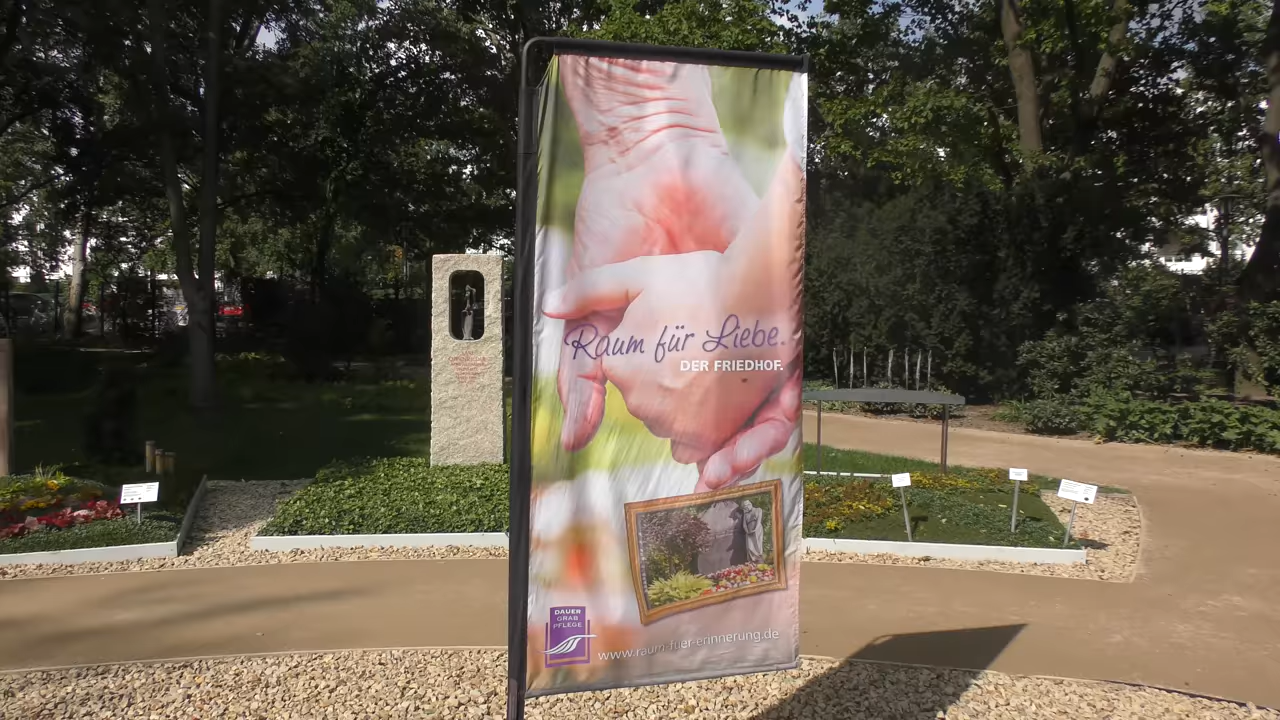 Raum für Liebe.
DER FRIEDHOF.
DAUER
GRAB
PFLEGE
www.raum-fuer-erinnerung.de